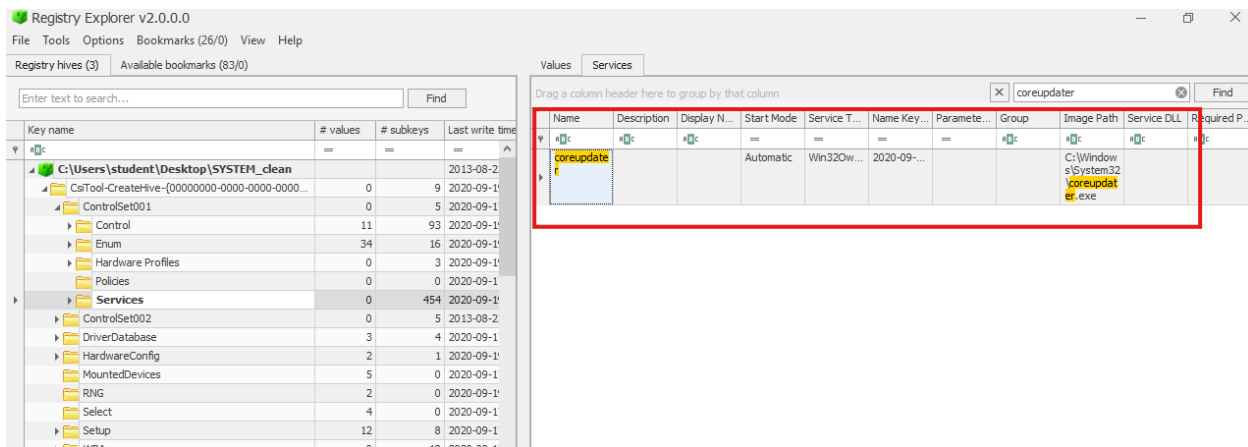 Registry Explorer v2.0.0.0
File Tools Options Bookmarks (26/0) View Help
Registry hives (3) Available bookmarks (83/0)
Enter text to search... Find
Key name # values # subkeys Last write time
= = =
C:\Users\student\Desktop\SYSTEM_clean 2013-08-2
CsiTool-CreateHive-{00000000-0000-0000-0000... 0 9 2020-09-1
ControlSet001 0 5 2020-09-1
Control 11 93 2020-09-1
Enum 34 16 2020-09-1
Hardware Profiles 0 3 2020-09-1
Policies 0 0 2020-09-1
Services 0 454 2020-09-1
ControlSet002 0 5 2013-08-2
DriverDatabase 3 4 2020-09-1
HardwareConfig 2 1 2020-09-1
MountedDevices 5 0 2020-09-1
RNG 2 0 2020-09-1
Select 4 0 2020-09-1
Setup 12 8 2020-09-1
Values Services
Drag a column header here to group by that column coreupdater Find
Name Description Display N... Start Mode Service T... Name Key... Paramete... Group Image Path Service DLL Required P...
= = = =
coreupdate Automatic Win32Ow... 2020-09-... C:\Window
r s\System32
\coreupdat
er.exe